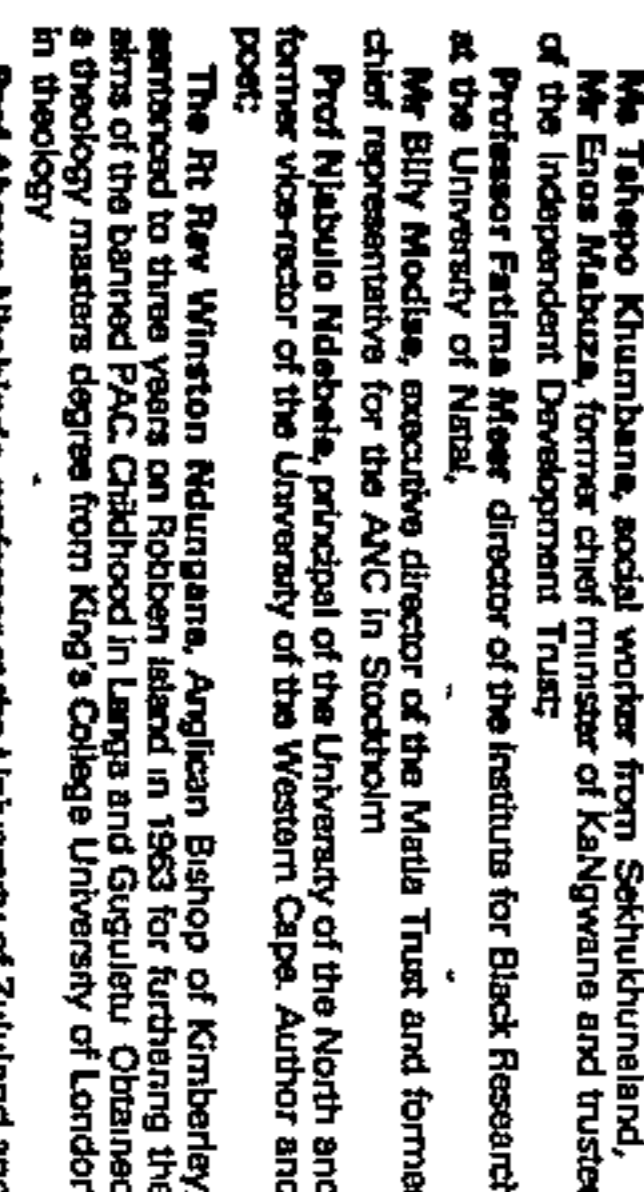 Ms Tshepo Khumbane, social worker from Sekhukhuneland,
Mr Enos Mabuza, former chief minister of KaNgwane and trustee
of the Independent Development Trust;
Professor Fatima Meer director of the Institute for Black Research
at the University of Natal,
Mr Billy Modise, executive director of the Matla Trust and former
chief representative for the ANC in Stockholm
Prof Njabulo Ndebele, principal of the University of the North and
former vice-rector of the University of the Western Cape. Author and
poet;
The Rt Rev Winston Ndungane, Anglican Bishop of Kimberley,
sentenced to three years on Robben Island in 1963 for furthering the
aims of the banned PAC. Childhood in Langa and Guguletu Obtained
a theology masters degree from King's College University of London
in theology